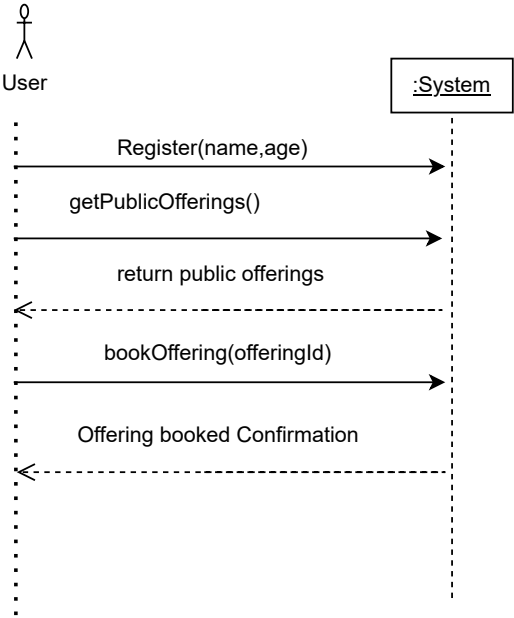 User
:System
Register(name,age)
getPublicOfferings()
return public offerings
bookOffering(offeringId)
Offering booked Confirmation